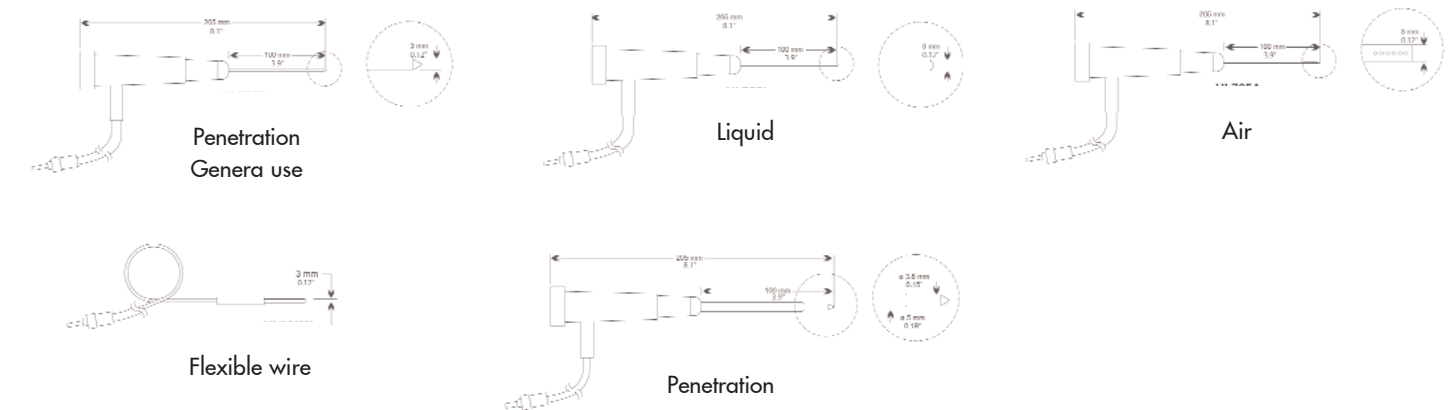 205 mm
8.1"
100 mm
3.9"
3 mm
0.12"
Penetration
Genera use
205 mm
8.1"
100 mm
3.9"
3 mm
0.12"
Liquid
205 mm
8.1"
100 mm
3.9"
3 mm
0.12"
Air
3 mm
0.12"
Flexible wire
205 mm
8.1"
100 mm
3.9"
ø 3.8 mm
0.15"
ø 5 mm
0.19"
Penetration